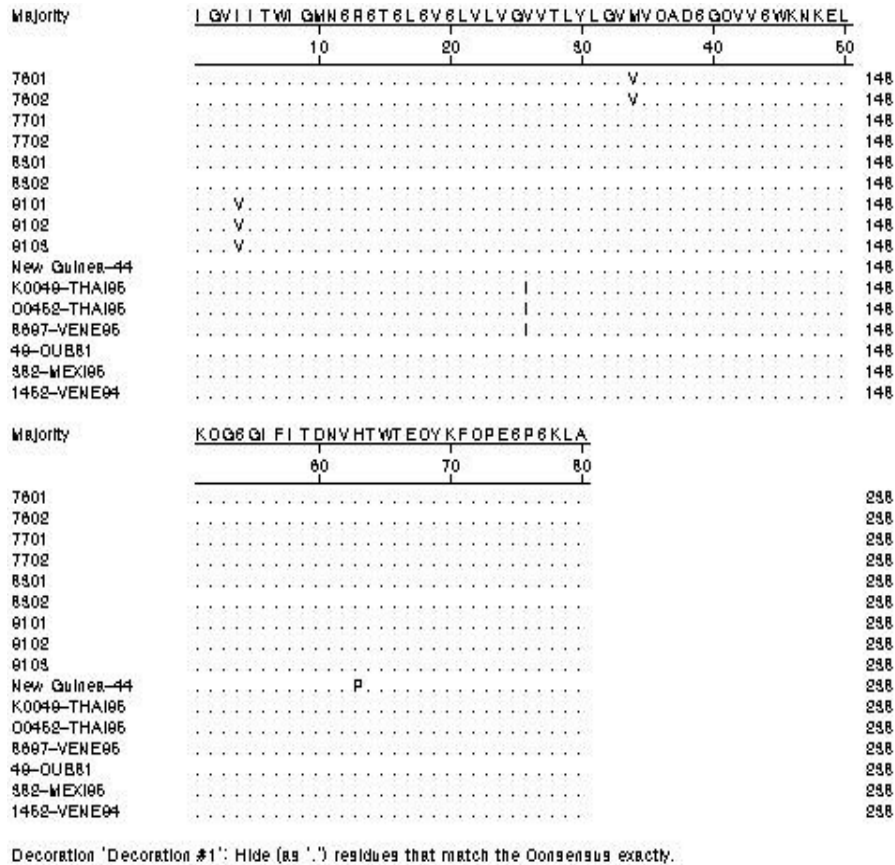 Majority IGVIITWIGMNSRSTSLSVSLVLVGVVTLYLGVMVQADSGCVVSWKNKEL
10 20 30 40 50
7601 .................................V................ 148
7602 .................................V................ 148
7701 .................................................. 148
7702 .................................................. 148
8301 .................................................. 148
8302 .................................................. 148
9101 ...V.............................................. 148
9102 ...V.............................................. 148
9103 ...V.............................................. 148
New Guinea-44 .................................................. 148
K0049-THAI95 .........................I........................ 148
C0452-THAI95 .........................I........................ 148
8697-VENE95 .........................I........................ 148
49-CUB81 .................................................. 148
382-MEXI95 .................................................. 148
1452-VENE94 .................................................. 148
Majority KCGSGIFITDNVHTWTEQYKFQPESPSKLA
60 70 80
7601 .............................. 238
7602 .............................. 238
7701 .............................. 238
7702 .............................. 238
8301 .............................. 238
8302 .............................. 238
9101 .............................. 238
9102 .............................. 238
9103 .............................. 238
New Guinea-44 ............P................. 238
K0049-THAI95 .............................. 238
C0452-THAI95 .............................. 238
8697-VENE95 .............................. 238
49-CUB81 .............................. 238
382-MEXI95 .............................. 238
1452-VENE94 .............................. 238
Decoration 'Decoration #1': Hide (as '.') residues that match the Consensus exactly.